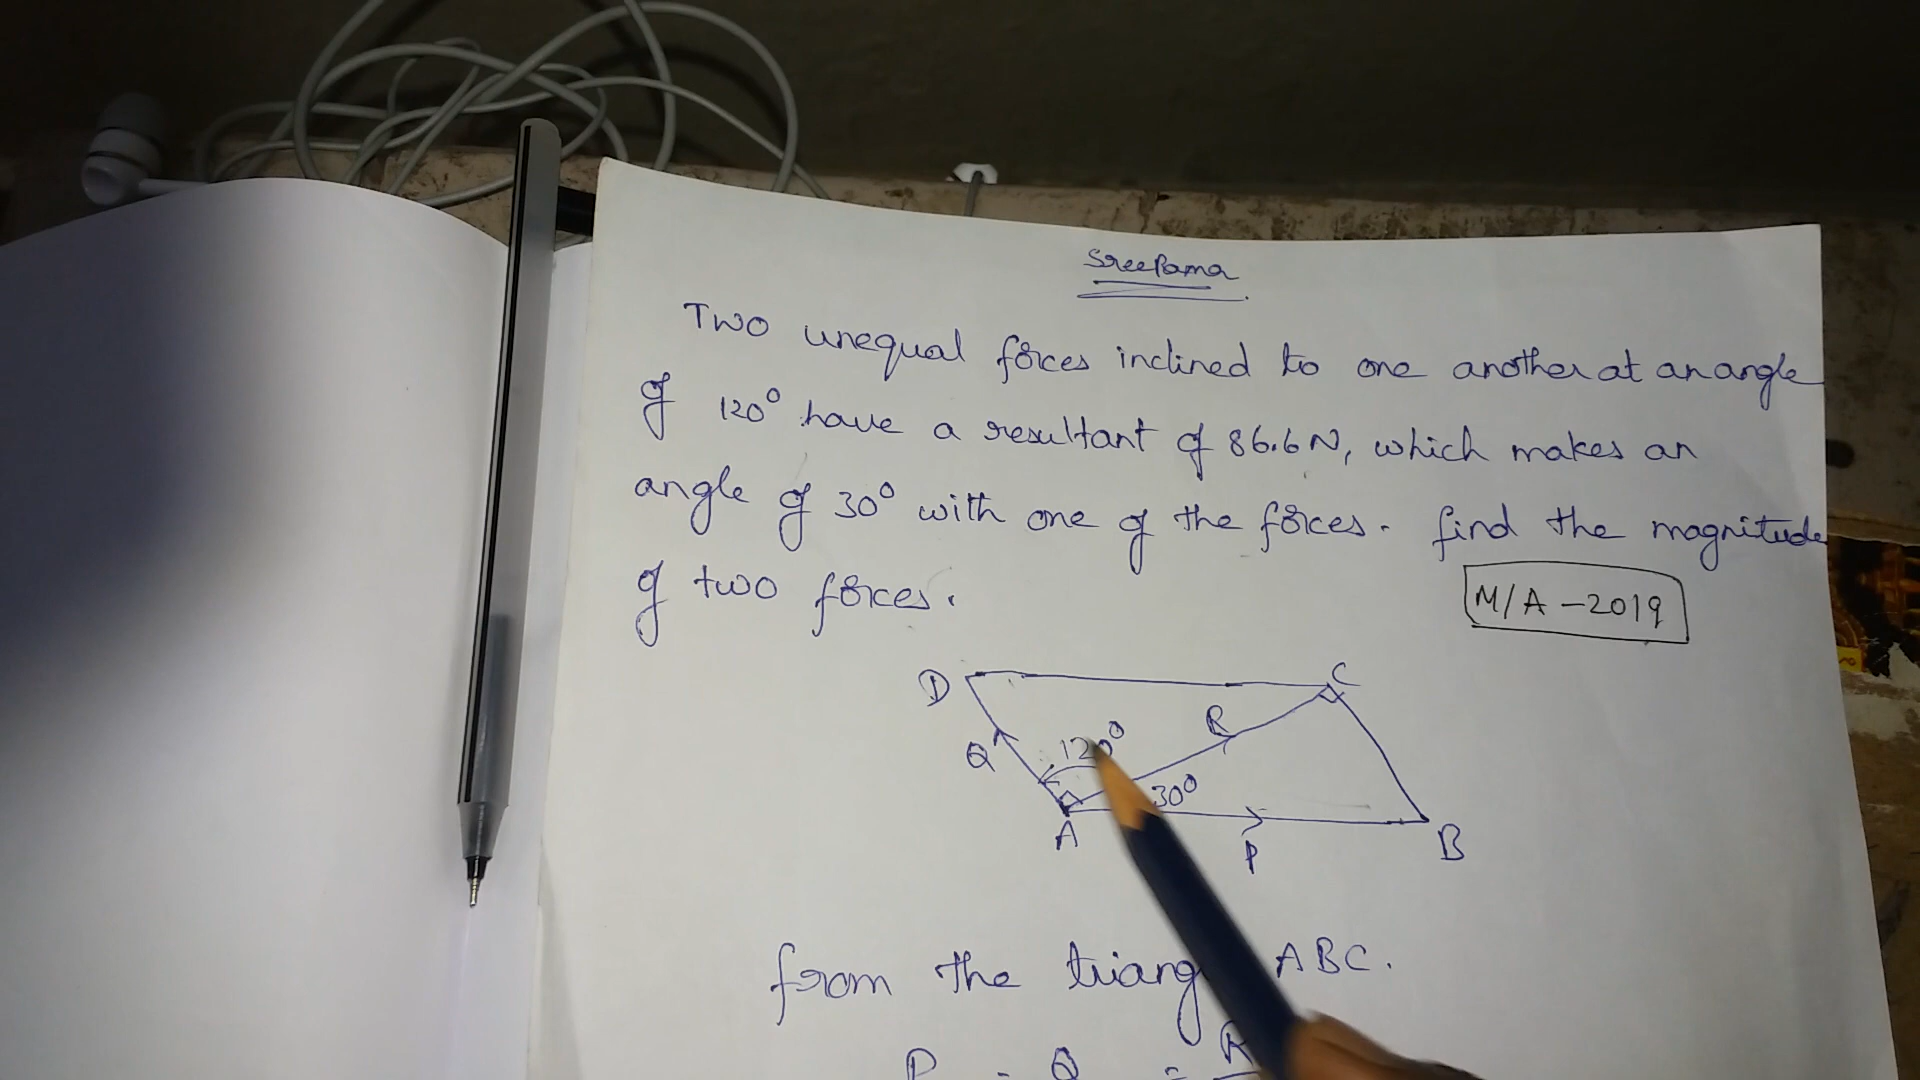 SreeRama
Two unequal forces inclined to one another at an angle
of 120° have a resultant of 86.6N, which makes an
angle of 30° with one of the forces. find the magnitude
of two forces.
M/A - 2019
D C
R
Q 120°
30°
A P B
from the triang ABC.
P = Q = R